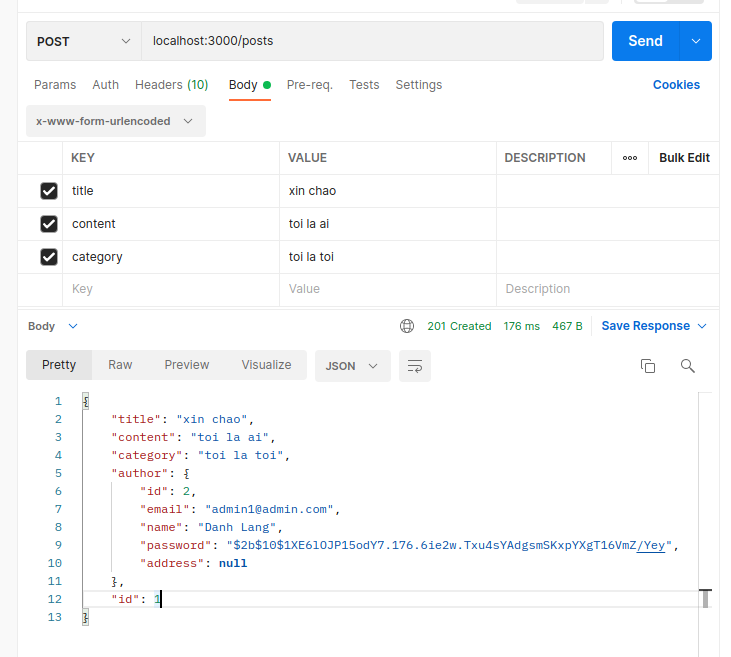 POST localhost:3000/posts Send
Params Auth Headers (10) Body Pre-req. Tests Settings Cookies
x-www-form-urlencoded
KEY VALUE DESCRIPTION ooo Bulk Edit
title xin chao
content toi la ai
category toi la toi
Key Value Description
Body 201 Created 176 ms 467 B Save Response
Pretty Raw Preview Visualize JSON
1 {
2 "title": "xin chao",
3 "content": "toi la ai",
4 "category": "toi la toi",
5 "author": {
6 "id": 2,
7 "email": "admin1@admin.com",
8 "name": "Danh Lang",
9 "password": "$2b$10$1XE6lOJP15odY7.176.6ie2w.Txu4sYAdgsmSKxpYXgT16VmZ/Yey",
10 "address": null
11 },
12 "id": 1
13 }